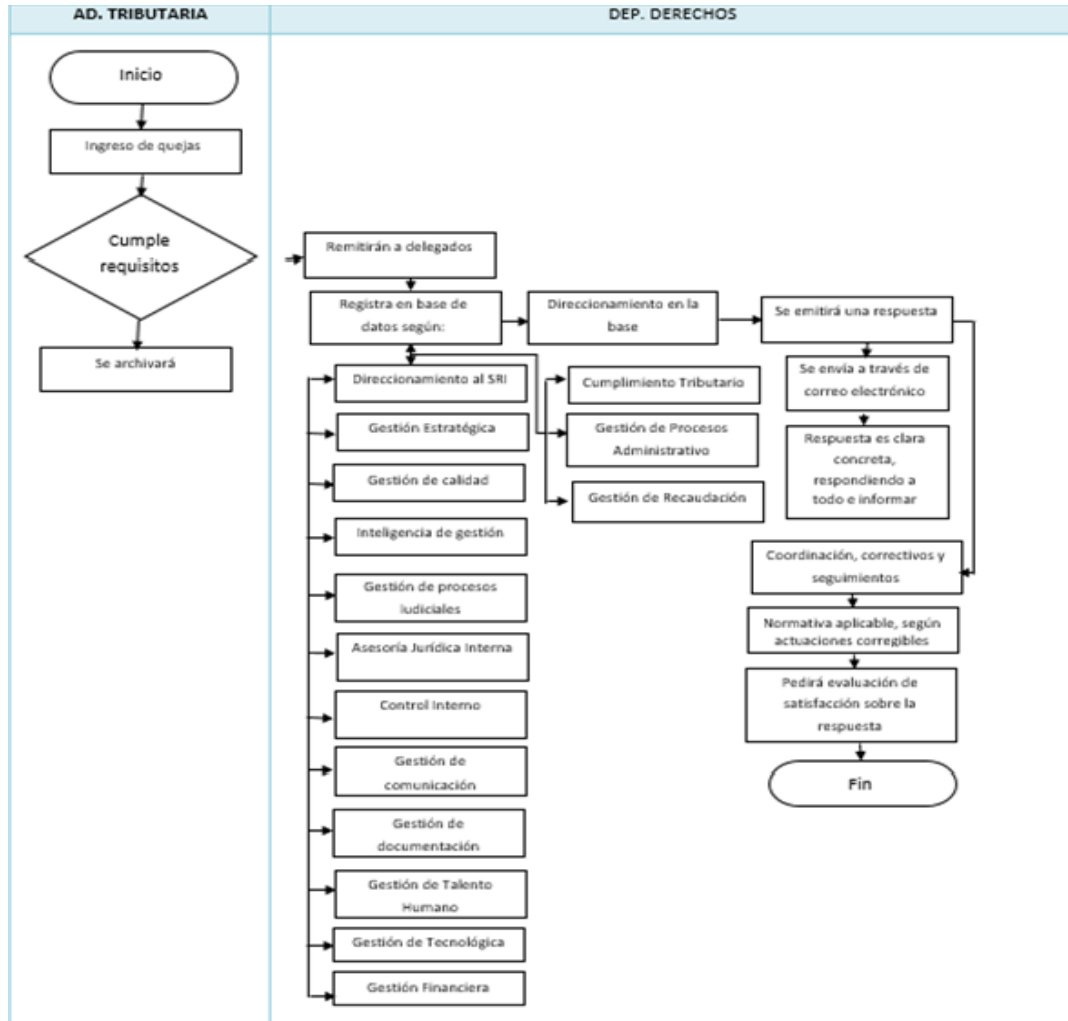 AD. TRIBUTARIA
DEP. DERECHOS
Inicio
Ingreso de quejas
Cumple
requisitos
Se archivará
Remitirán a delegados
Registra en base de
datos según:
Direccionamiento en la
base
Se emitirá una respuesta
Direccionamiento al SRI
Gestión Estratégica
Gestión de calidad
Inteligencia de gestión
Gestión de procesos
Judiciales
Asesoría Jurídica Interna
Control Interno
Gestión de
comunicación
Gestión de
documentación
Gestión de Talento
Humano
Gestión de Tecnológica
Gestión Financiera
Cumplimiento Tributario
Gestión de Procesos
Administrativo
Gestión de Recaudación
Se envía a través de
correo electrónico
Respuesta es clara
concreta,
respondiendo a
todo e informar
Coordinación, correctivos y
seguimientos
Normativa aplicable, según
actuaciones corregibles
Pedirá evaluación de
satisfacción sobre la
respuesta
Fin